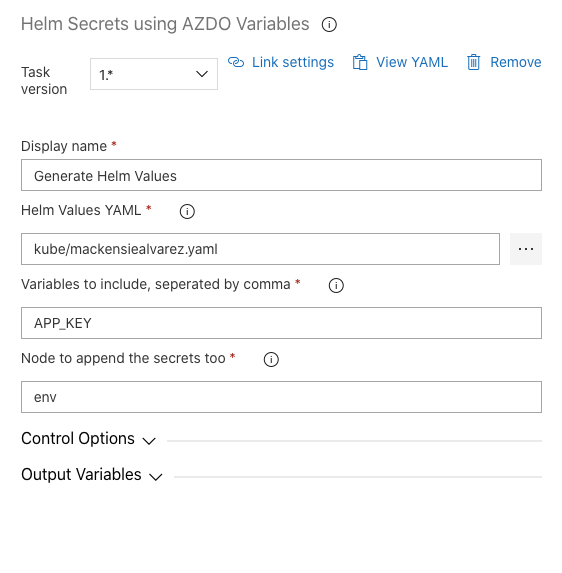 Helm Secrets using AZDO Variables
Task version
1.*
Link settings
View YAML
Remove
Display name *
Generate Helm Values
Helm Values YAML *
kube/mackensiealvarez.yaml
...
Variables to include, seperated by comma *
APP_KEY
Node to append the secrets too *
env
Control Options
Output Variables